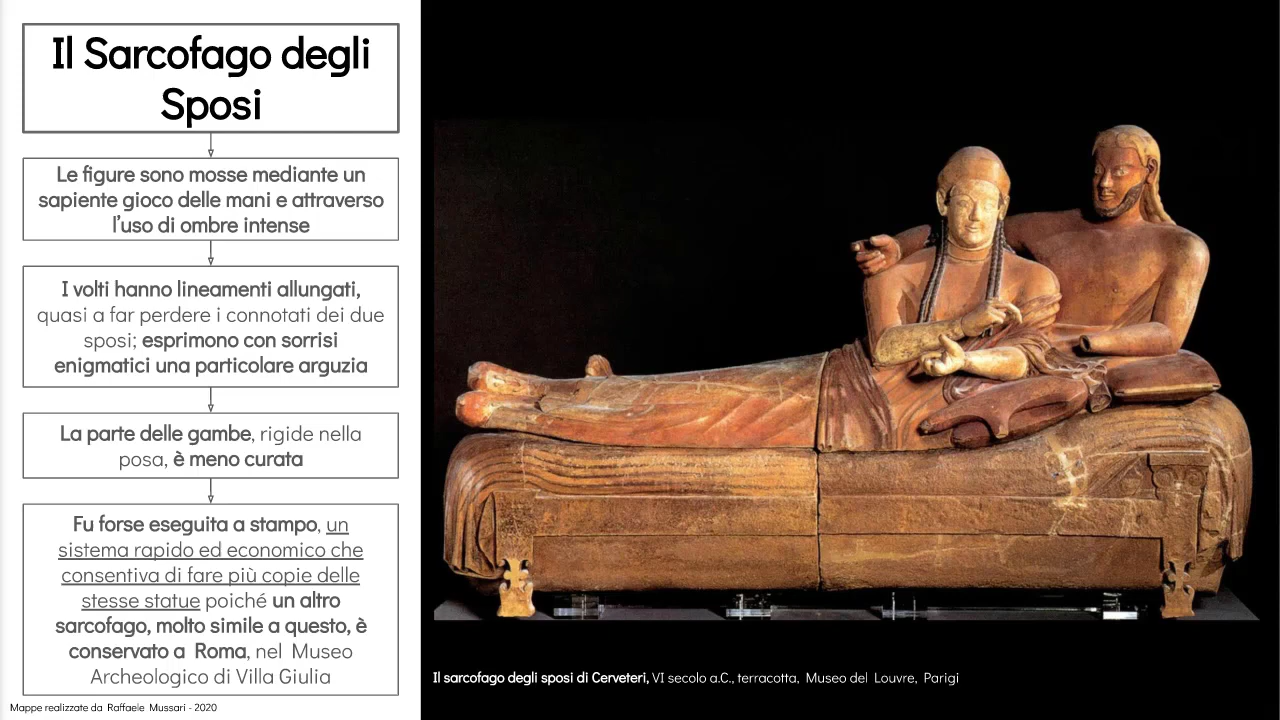 Il Sarcofago degli
Sposi
Le figure sono mosse mediante un
sapiente gioco delle mani e attraverso
l'uso di ombre intense
I volti hanno lineamenti allungati,
quasi a far perdere i connotati dei due
sposi; esprimono con sorrisi
enigmatici una particolare arguzia
La parte delle gambe, rigide nella
posa, è meno curata
Fu forse eseguita a stampo, un
sistema rapido ed economico che
consentiva di fare più copie delle
stesse statue poiché un altro
sarcofago, molto simile a questo, è
conservato a Roma, nel Museo
Archeologico di Villa Giulia
Mappe realizzate da Raffaele Mussari - 2020
Il sarcofago degli sposi di Cerveteri, VI secolo a.C., terracotta, Museo del Louvre, Parigi